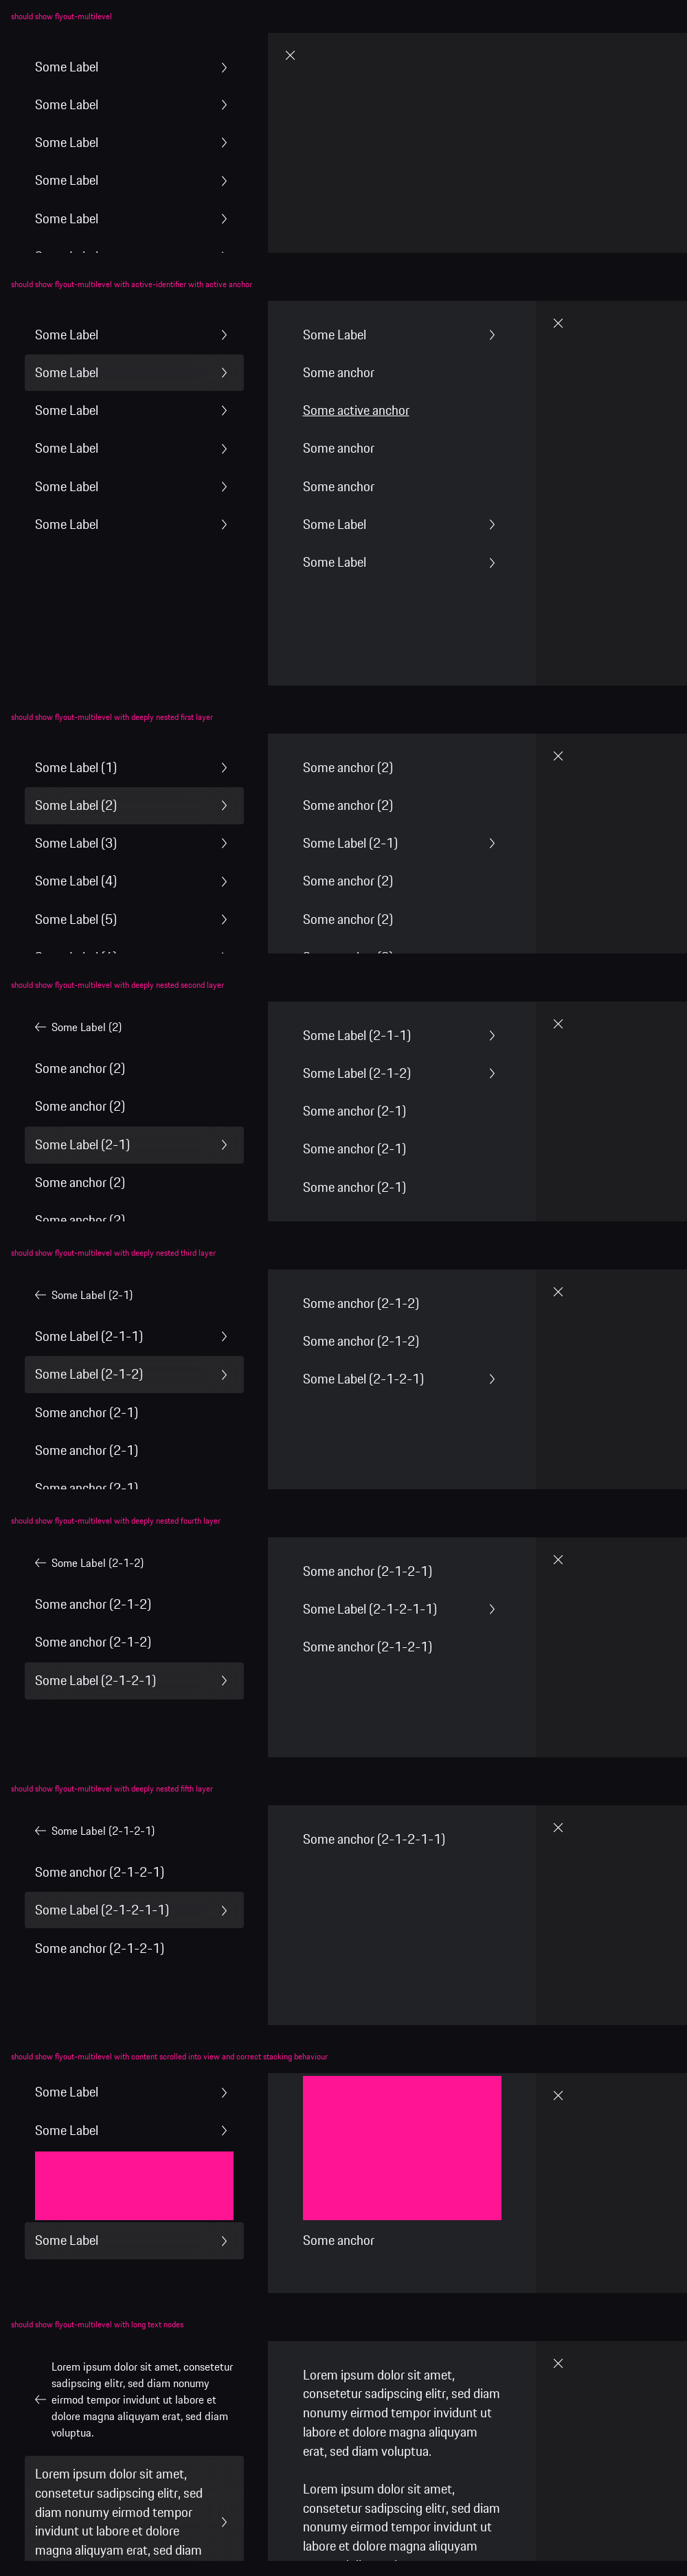 should show flyout-multilevel
Some Label
Some Label
Some Label
Some Label
Some Label
should show flyout-multilevel with active-identifier with active anchor
Some Label
Some Label
Some Label
Some Label
Some Label
Some Label
Some Label
Some anchor
Some active anchor
Some anchor
Some anchor
Some Label
Some Label
should show flyout-multilevel with deeply nested first layer
Some Label (1)
Some Label (2)
Some Label (3)
Some Label (4)
Some Label (5)
Some anchor (2)
Some anchor (2)
Some Label (2-1)
Some anchor (2)
Some anchor (2)
should show flyout-multilevel with deeply nested second layer
Some Label (2)
Some anchor (2)
Some anchor (2)
Some Label (2-1)
Some anchor (2)
Some anchor (2)
Some Label (2-1-1)
Some Label (2-1-2)
Some anchor (2-1)
Some anchor (2-1)
Some anchor (2-1)
should show flyout-multilevel with deeply nested third layer
Some Label (2-1)
Some Label (2-1-1)
Some Label (2-1-2)
Some anchor (2-1)
Some anchor (2-1)
Some anchor (2-1)
Some anchor (2-1-2)
Some anchor (2-1-2)
Some Label (2-1-2-1)
should show flyout-multilevel with deeply nested fourth layer
Some Label (2-1-2)
Some anchor (2-1-2)
Some anchor (2-1-2)
Some Label (2-1-2-1)
Some anchor (2-1-2-1)
Some Label (2-1-2-1-1)
Some anchor (2-1-2-1)
should show flyout-multilevel with deeply nested fifth layer
Some Label (2-1-2-1)
Some anchor (2-1-2-1)
Some Label (2-1-2-1-1)
Some anchor (2-1-2-1)
Some anchor (2-1-2-1-1)
should show flyout-multilevel with content scrolled into view and correct stacking behaviour
Some Label
Some Label
Some Label
Some anchor
should show flyout-multilevel with long text nodes
Lorem ipsum dolor sit amet, consetetur
sadipscing elitr, sed diam nonumy
eirmod tempor invidunt ut labore et
dolore magna aliquyam erat, sed diam
voluptua.
Lorem ipsum dolor sit amet,
consetetur sadipscing elitr, sed
diam nonumy eirmod tempor
invidunt ut labore et dolore
magna aliquyam erat, sed diam
Lorem ipsum dolor sit amet,
consetetur sadipscing elitr, sed diam
nonumy eirmod tempor invidunt ut
labore et dolore magna aliquyam
erat, sed diam voluptua.
Lorem ipsum dolor sit amet,
consetetur sadipscing elitr, sed diam
nonumy eirmod tempor invidunt ut
labore et dolore magna aliquyam